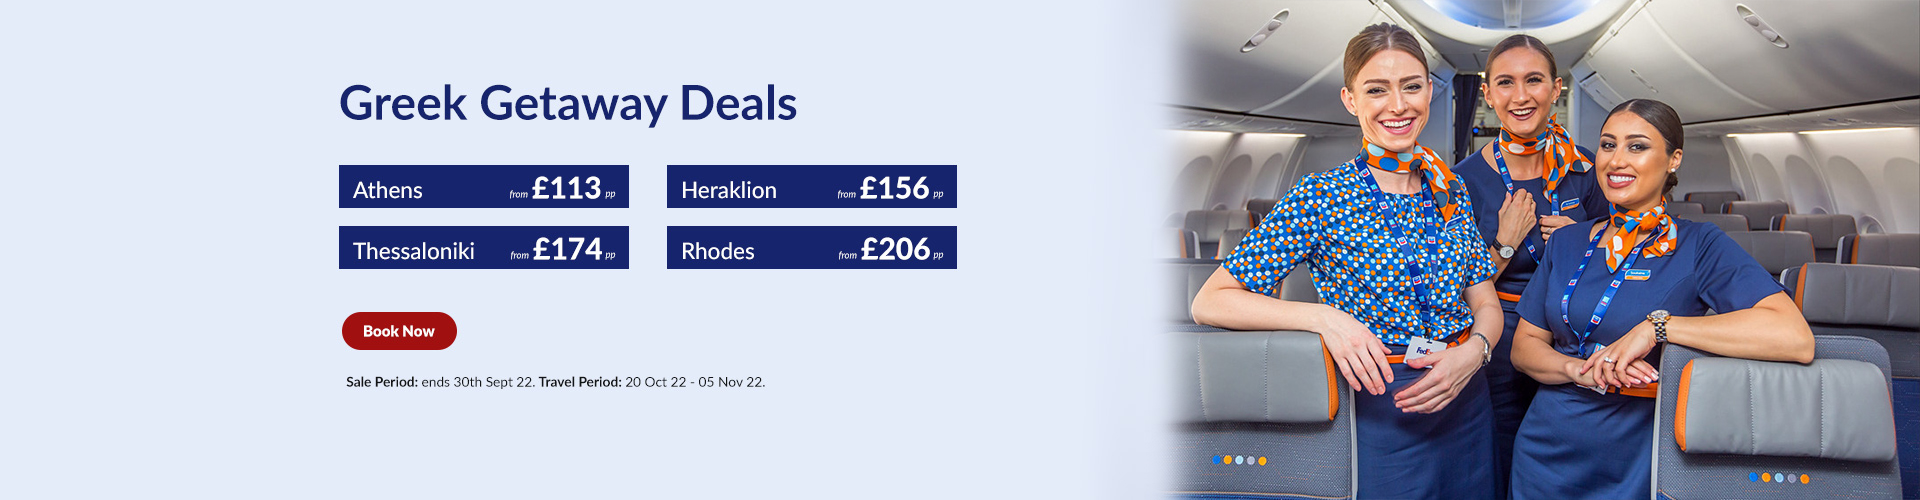 Greek Getaway Deals
Athens from £113 pp
Heraklion from £156 pp
Thessaloniki from £174 pp
Rhodes from £206 pp
Book Now
Sale Period: ends 30th Sept 22. Travel Period: 20 Oct 22 - 05 Nov 22.